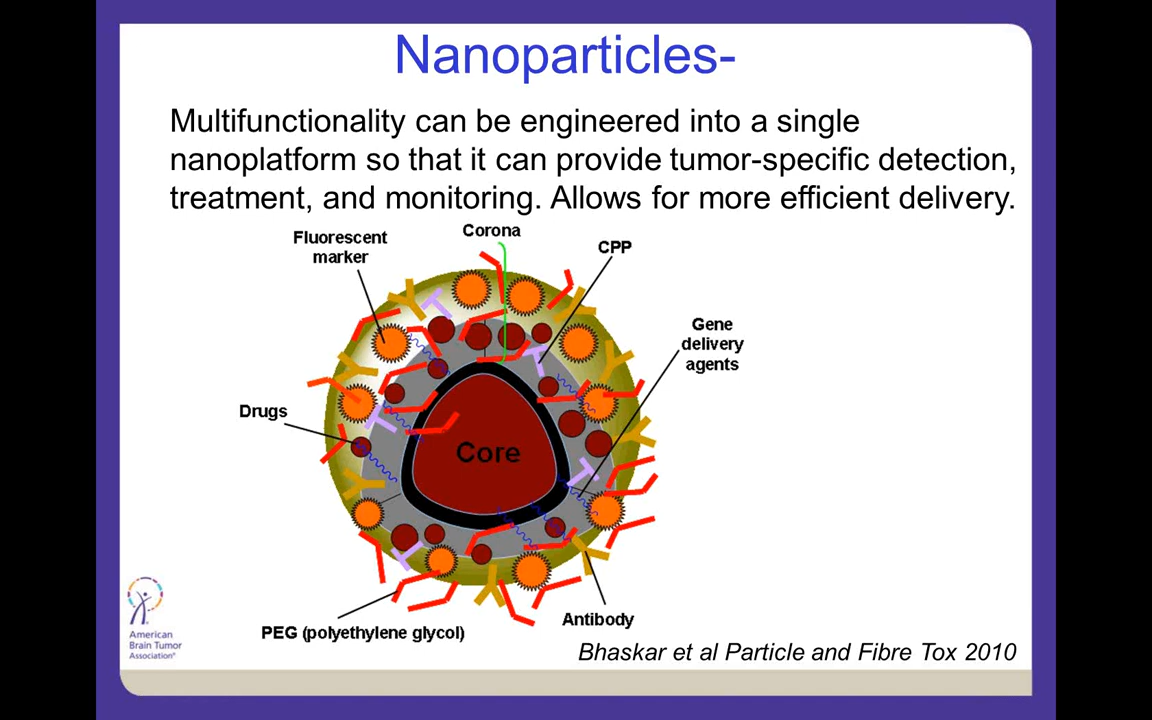 Nanoparticles-
Multifunctionality can be engineered into a single
nanoplatform so that it can provide tumor-specific detection,
treatment, and monitoring. Allows for more efficient delivery.
Fluorescent
marker
Corona
CPP
Gene
delivery
agents
Drugs
Core
Antibody
PEG (polyethylene glycol)
American
Brain Tumor
Association®
Bhaskar et al Particle and Fibre Tox 2010